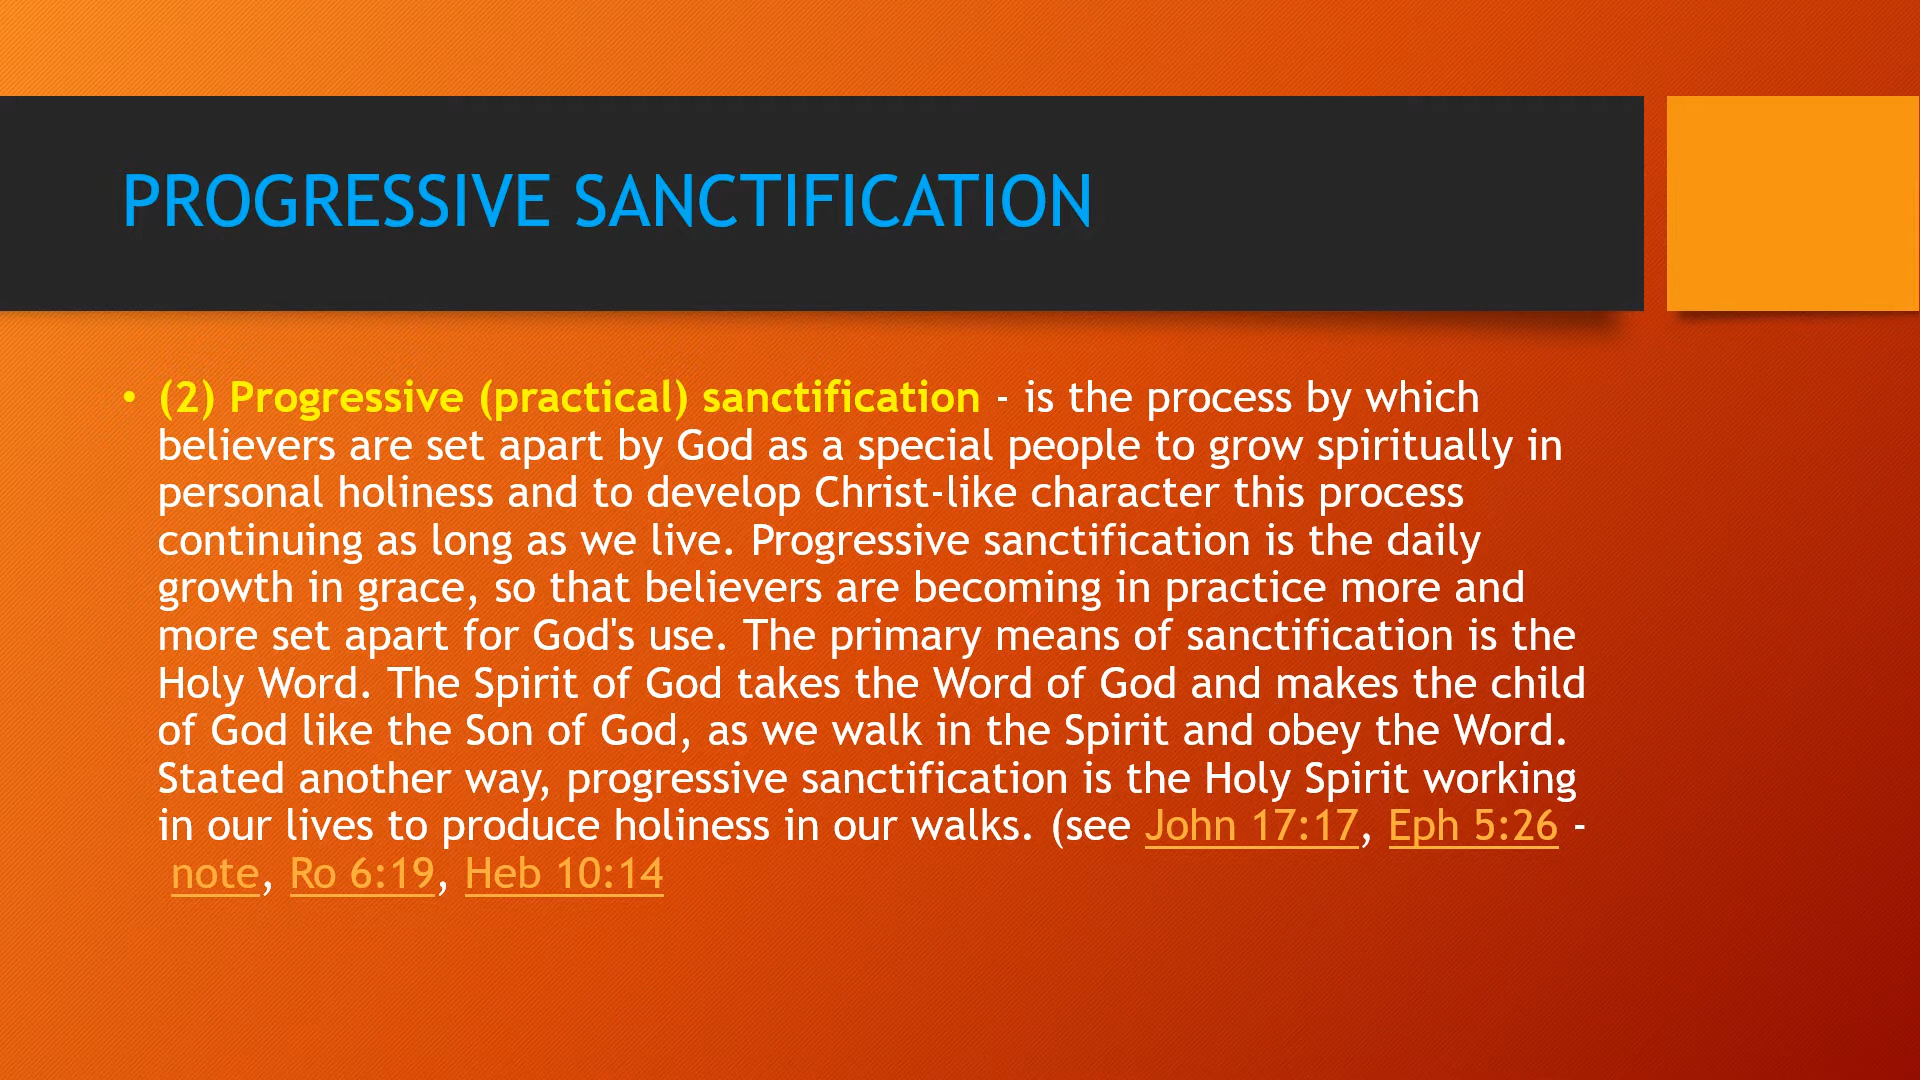 PROGRESSIVE SANCTIFICATION
• (2) Progressive (practical) sanctification - is the process by which
believers are set apart by God as a special people to grow spiritually in
personal holiness and to develop Christ-like character this process
continuing as long as we live. Progressive sanctification is the daily
growth in grace, so that believers are becoming in practice more and
more set apart for God's use. The primary means of sanctification is the
Holy Word. The Spirit of God takes the Word of God and makes the child
of God like the Son of God, as we walk in the Spirit and obey the Word.
Stated another way, progressive sanctification is the Holy Spirit working
in our lives to produce holiness in our walks. (see John 17:17, Eph 5:26 -
note, Ro 6:19, Heb 10:14